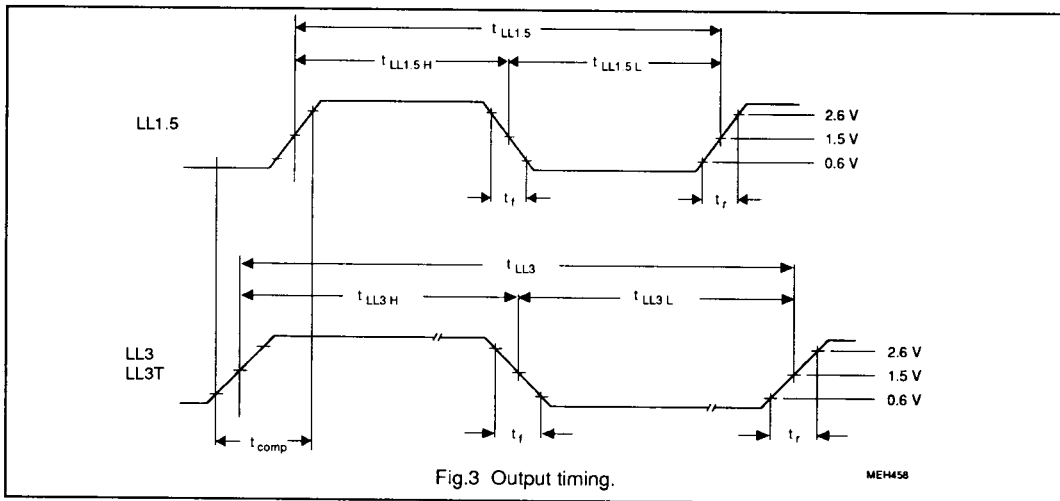 t LL1.5
t LL1.5 H
t LL1.5 L
LL1.5
2.6 V
1.5 V
0.6 V
t f
t r
t LL3
t LL3 H
t LL3 L
LL3
LL3T
2.6 V
1.5 V
0.6 V
t comp
t f
t r
Fig.3 Output timing.
MEH458